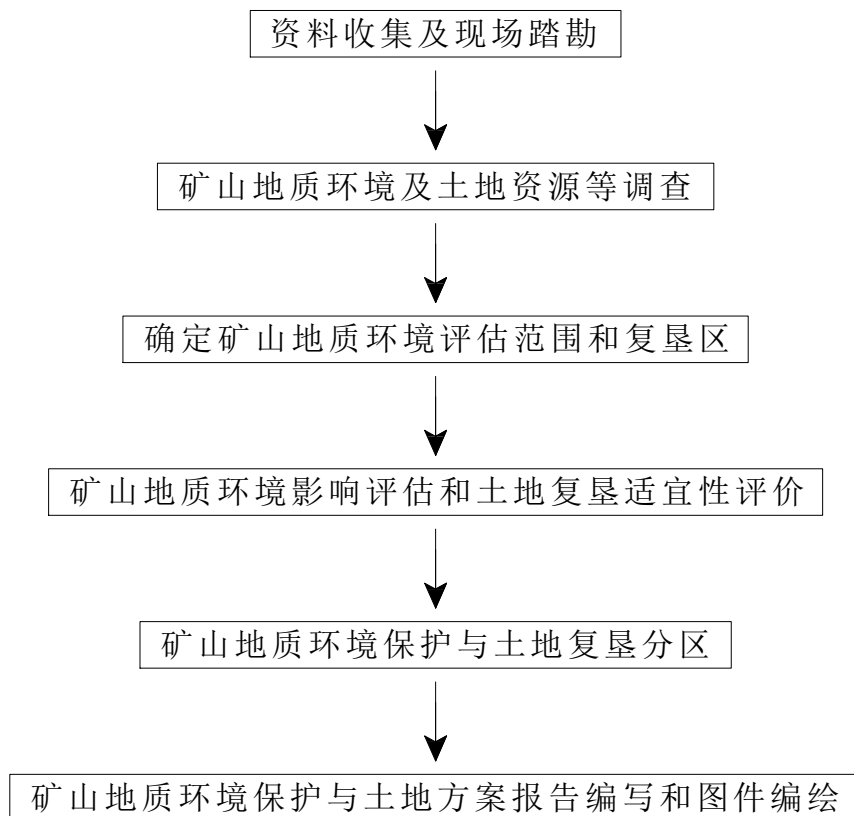 资料收集及现场踏勘
矿山地质环境及土地资源等调查
确定矿山地质环境评估范围和复垦区
矿山地质环境影响评估和土地复垦适宜性评价
矿山地质环境保护与土地复垦分区
矿山地质环境保护与土地方案报告编写和图件编绘